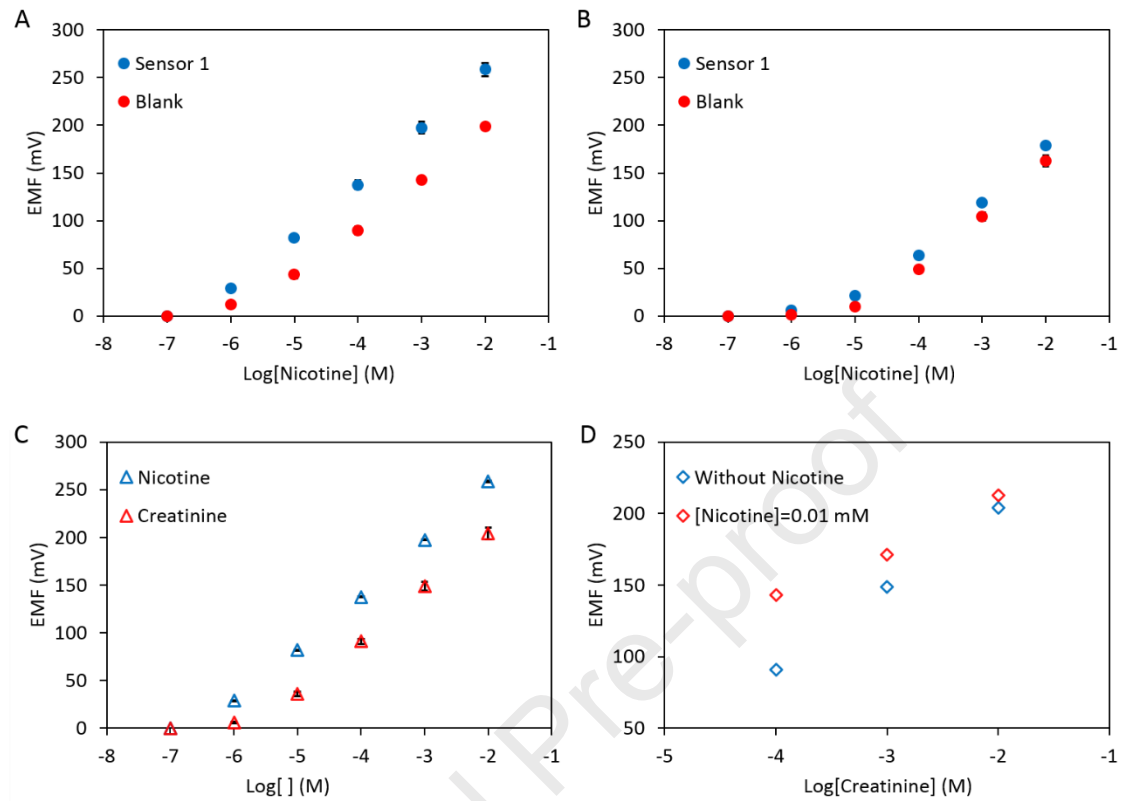 A
300
250
200
150
100
50
0
EMF (mV)
Sensor 1
Blank
-8 -7 -6 -5 -4 -3 -2 -1
Log[Nicotine] (M)
B
300
250
200
150
100
50
0
EMF (mV)
Sensor 1
Blank
-8 -7 -6 -5 -4 -3 -2 -1
Log[Nicotine] (M)
C
300
250
200
150
100
50
0
EMF (mV)
Nicotine
Creatinine
-8 -7 -6 -5 -4 -3 -2 -1
Log[ ] (M)
D
250
200
150
100
50
EMF (mV)
Without Nicotine
[Nicotine]=0.01 mM
-5 -4 -3 -2 -1
Log[Creatinine] (M)
Pre-proof